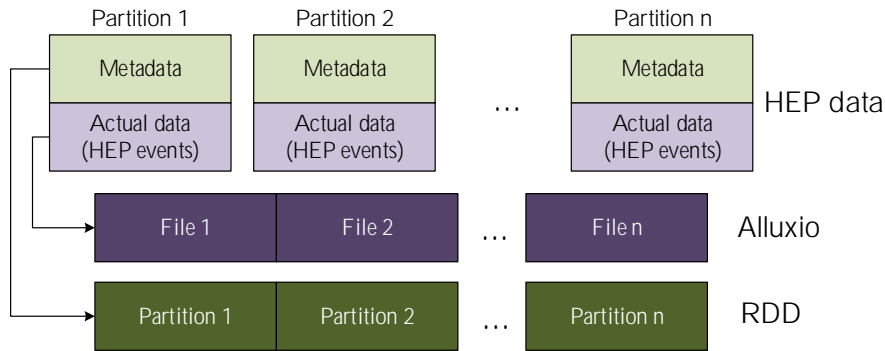 Partition 1
Partition 2
Partition n
Metadata
Metadata
Metadata
...
HEP data
Actual data
(HEP events)
Actual data
(HEP events)
Actual data
(HEP events)
File 1
File 2
...
File n
Alluxio
Partition 1
Partition 2
...
Partition n
RDD